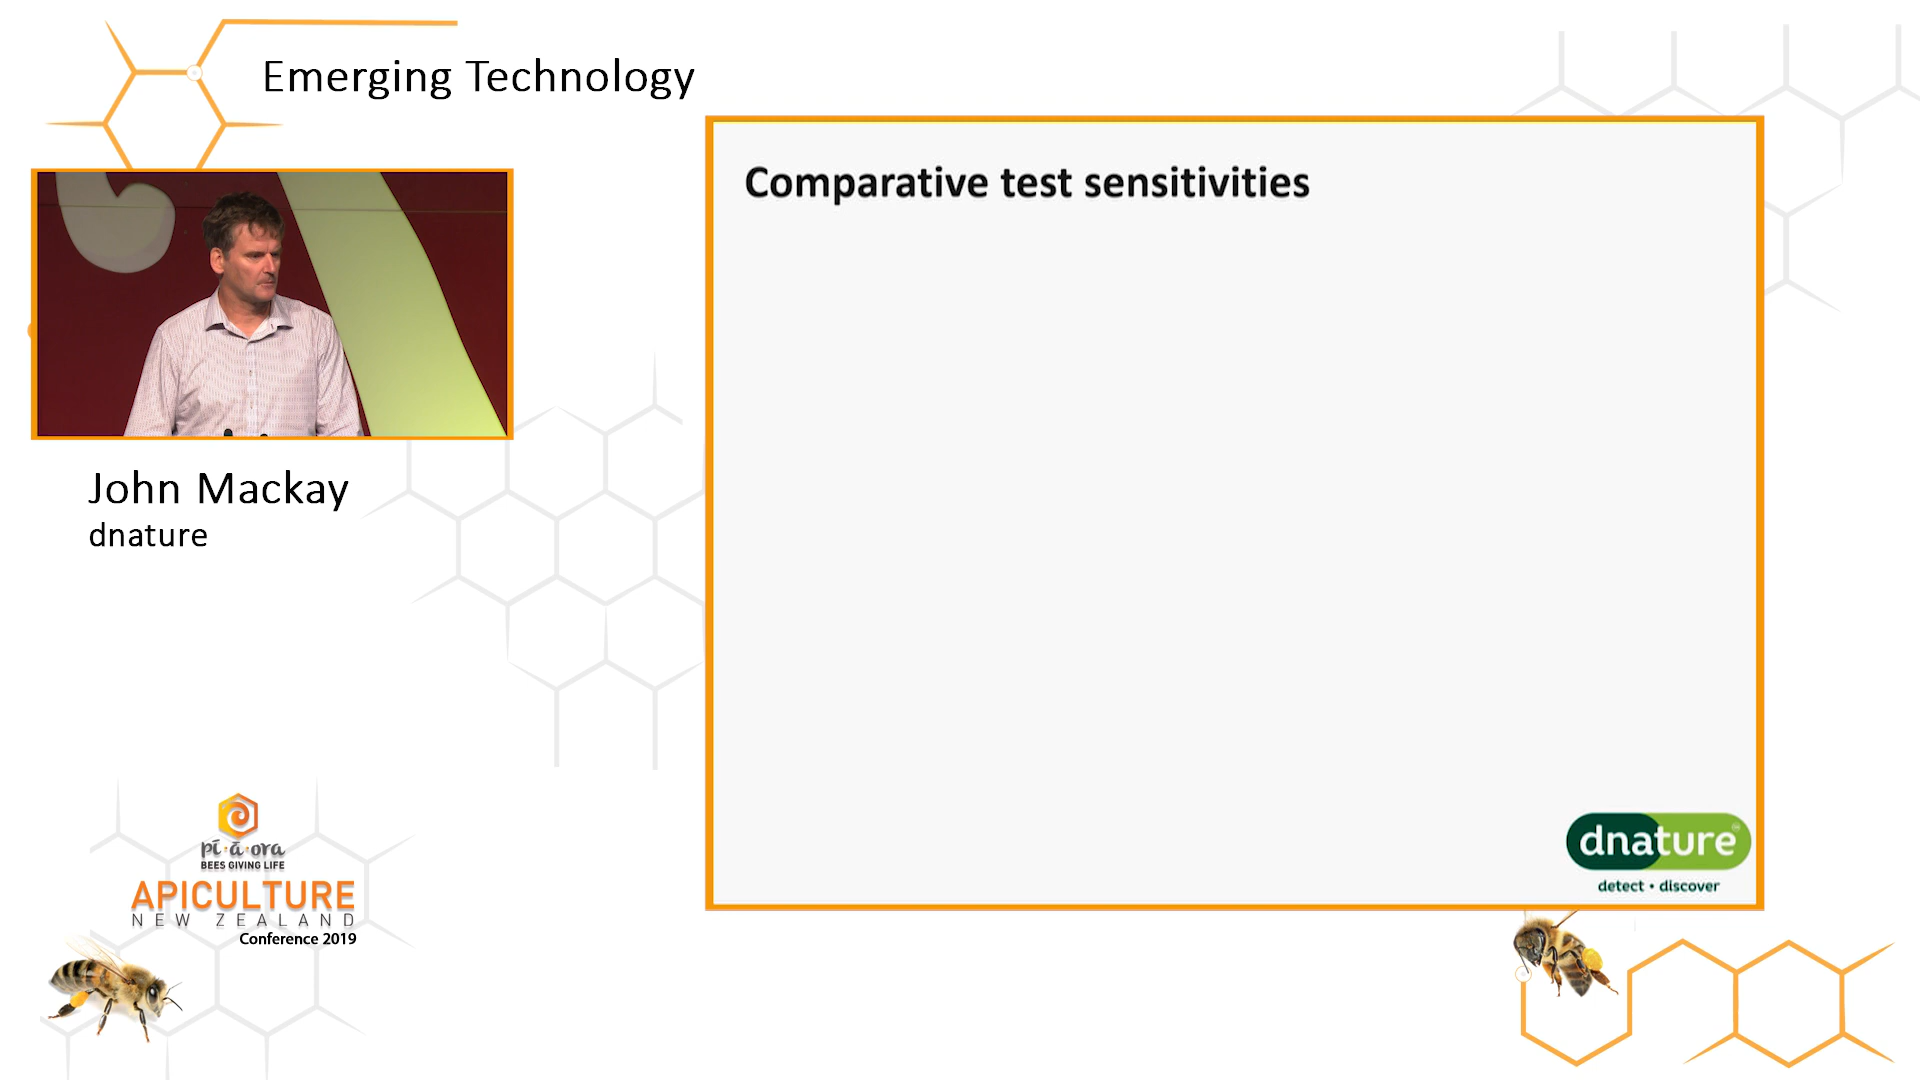 Emerging Technology
Comparative test sensitivities
John Mackay
dnature
pī·ā·ora
BEES GIVING LIFE
APICULTURE
NEW ZEALAND
Conference 2019
dnature
detect • discover